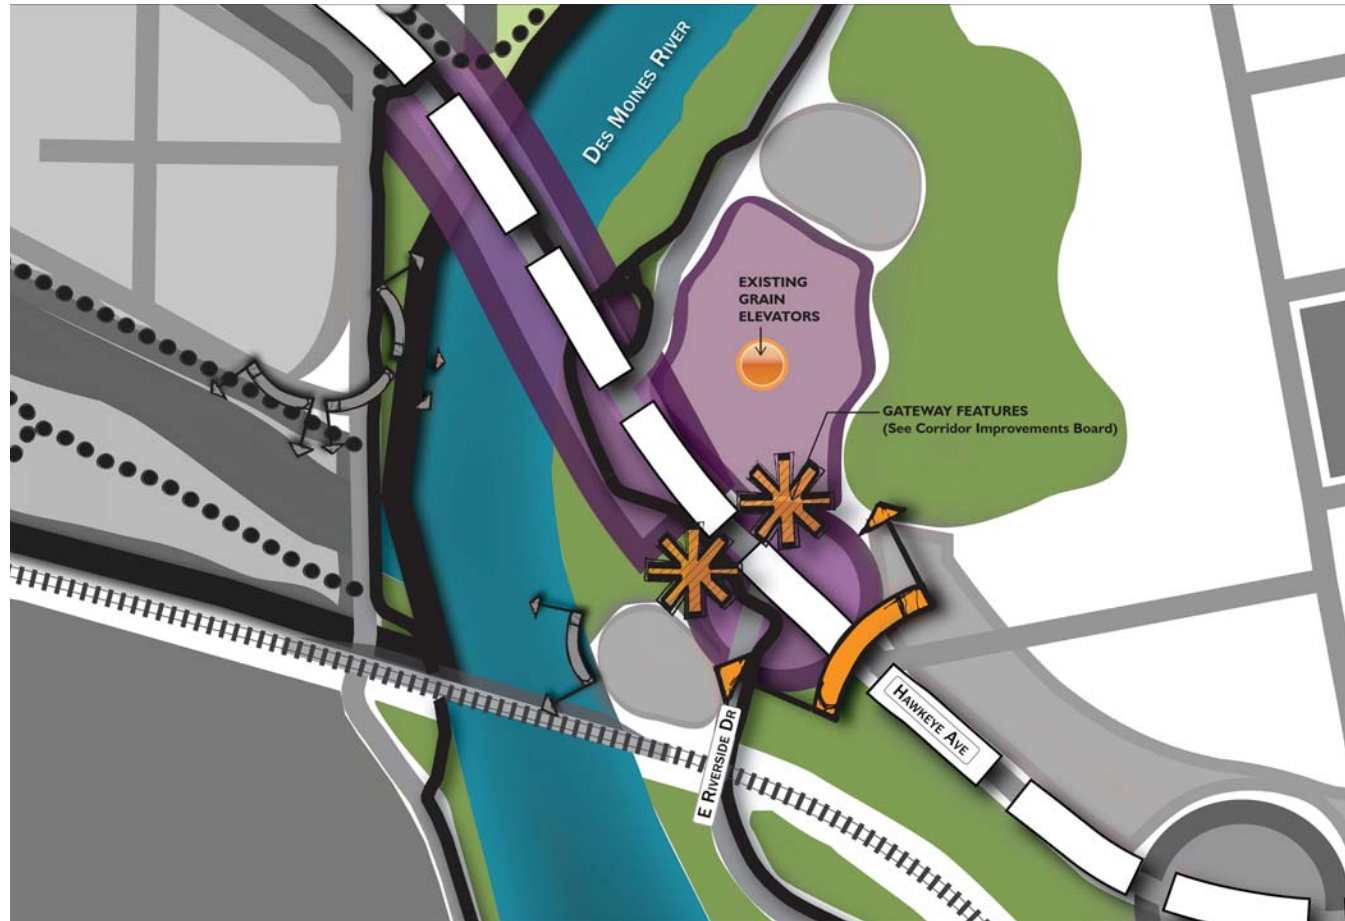 DES MOINES RIVER
EXISTING
GRAIN
ELEVATORS
GATEWAY FEATURES
(See Corridor Improvements Board)
HAWKEYE AVE
E RIVERSIDE DR